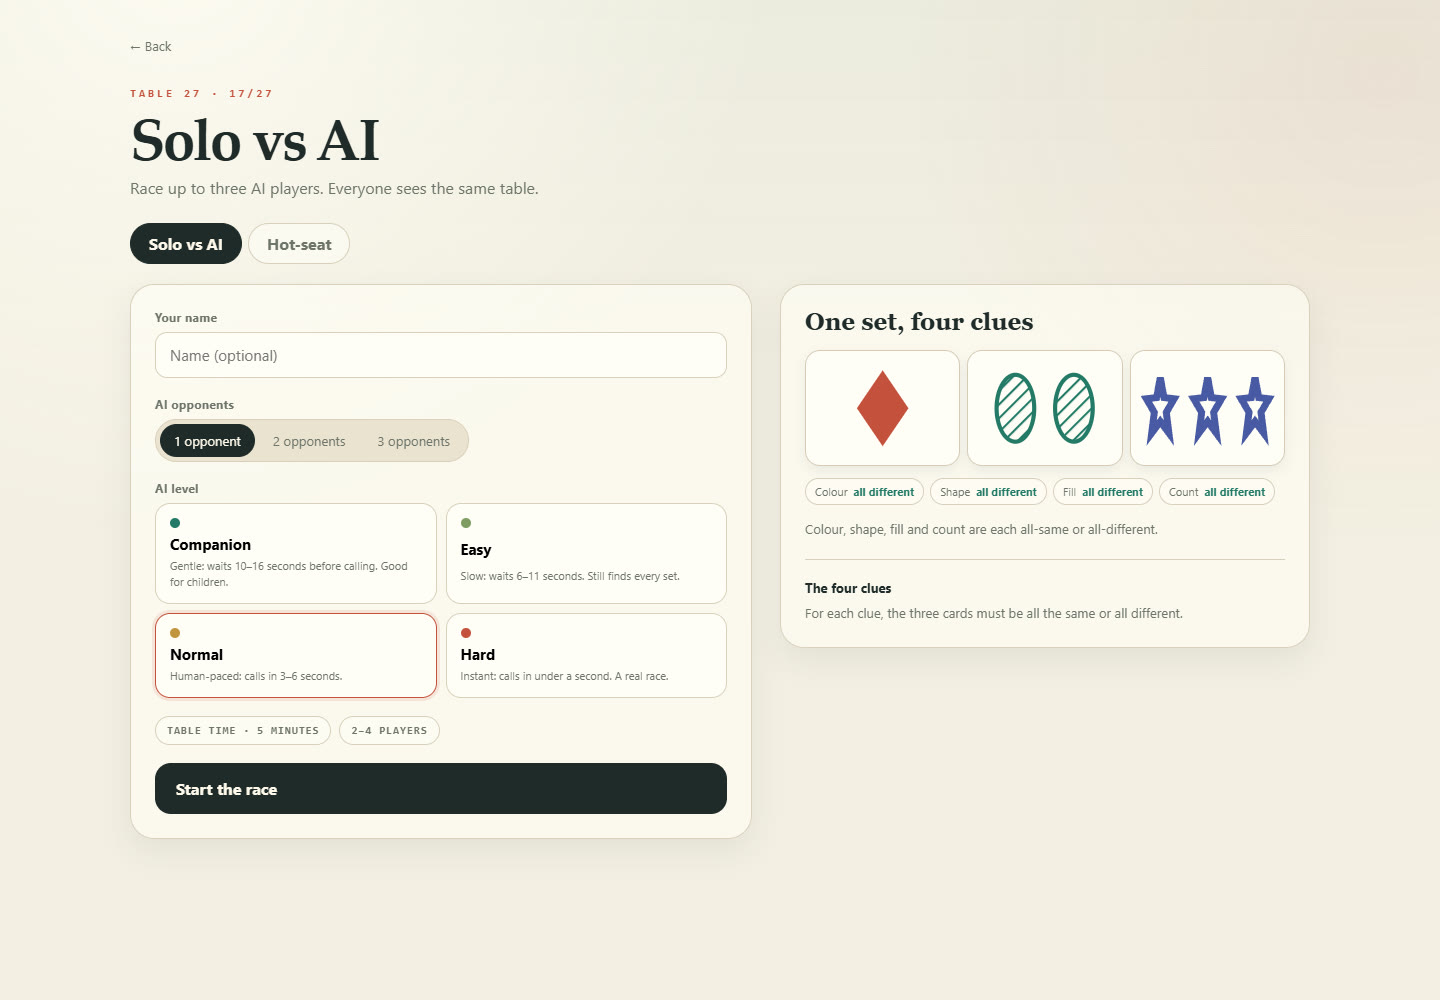 ← Back
TABLE 27 · 17/27
Solo vs AI
Race up to three AI players. Everyone sees the same table.
Solo vs AI
Hot-seat
Your name
Name (optional)
AI opponents
1 opponent
2 opponents
3 opponents
AI level
Companion
Gentle: waits 10–16 seconds before calling. Good
for children.
Easy
Slow: waits 6–11 seconds. Still finds every set.
Normal
Human-paced: calls in 3–6 seconds.
Hard
Instant: calls in under a second. A real race.
TABLE TIME · 5 MINUTES
2–4 PLAYERS
Start the race
One set, four clues
Colour all different
Shape all different
Fill all different
Count all different
Colour, shape, fill and count are each all-same or all-different.
The four clues
For each clue, the three cards must be all the same or all different.